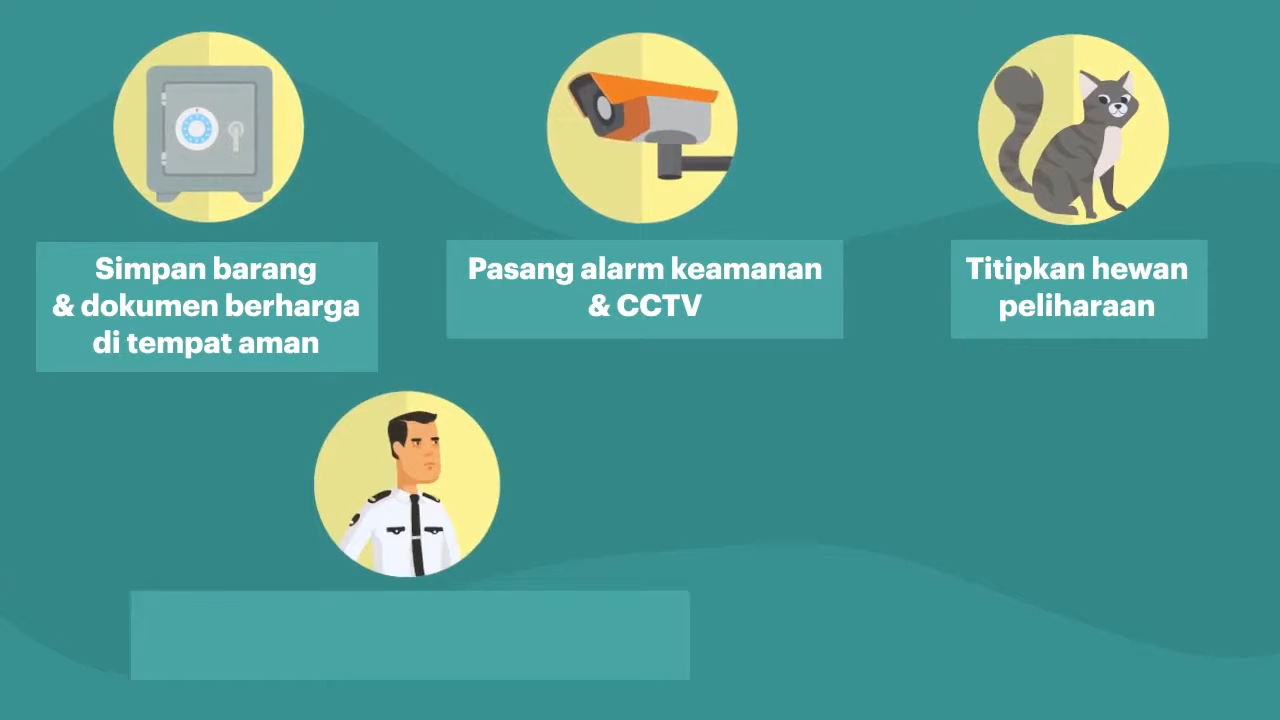 Simpan barang
& dokumen berharga
di tempat aman
Pasang alarm keamanan
& CCTV
Titipkan hewan
peliharaan